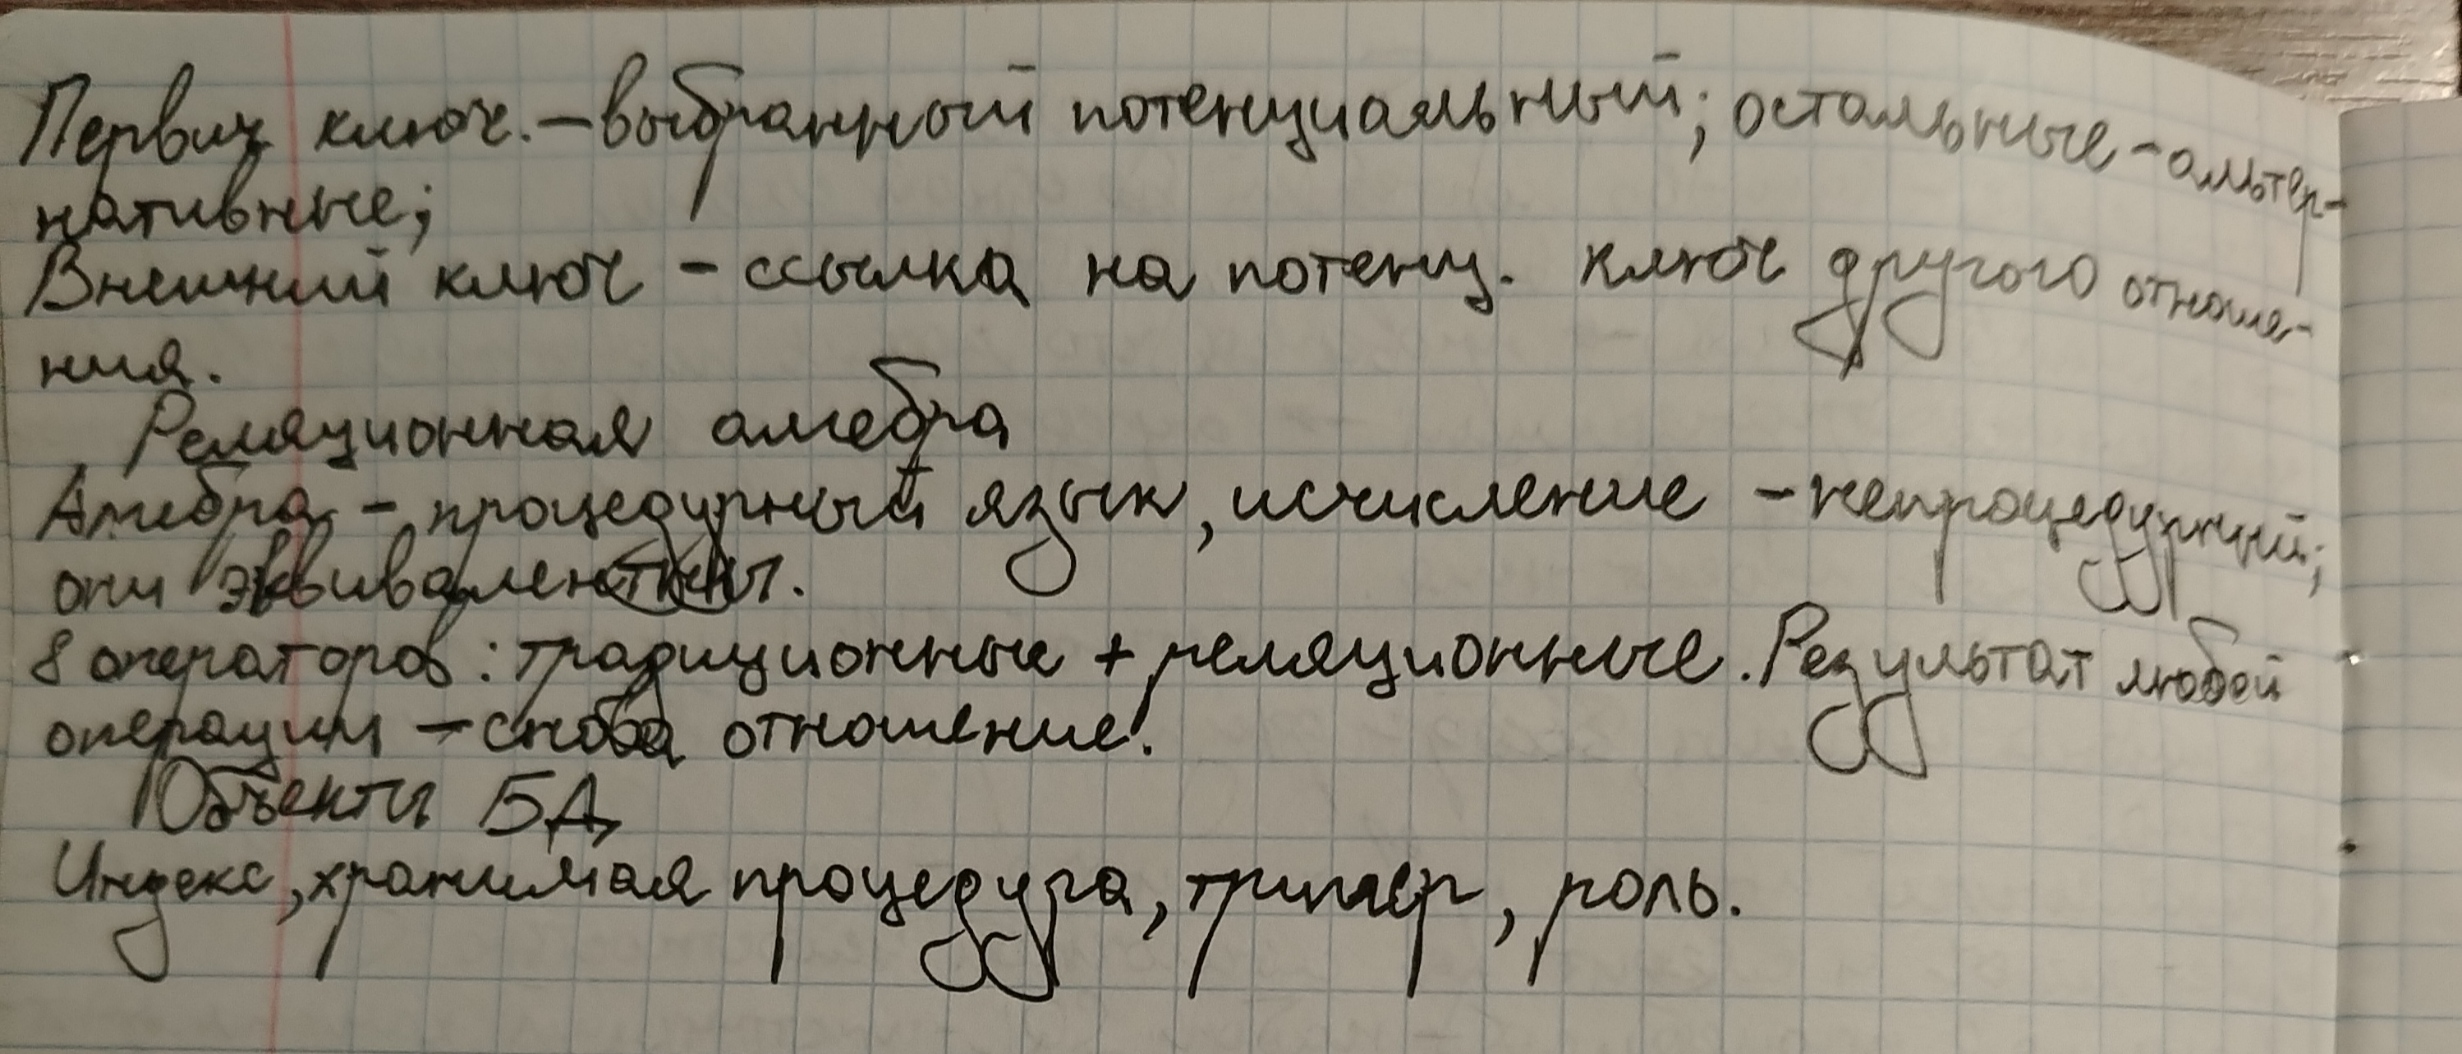 Первич ключ. – выбранный потенциальный; остальные – альтер-
нативные;
Внешний ключ – ссылка на потенц. ключ другого отноше-
ния.
Реляционная алгебра
Алгебра – процедурный язык, исчисление – непроцедурный;
они эквивалентны.
8 операторов: традиционные + реляционные. Результат любой
операции – снова отношение.
Объекты БД
Индекс, хранимая процедура, триггер, роль.